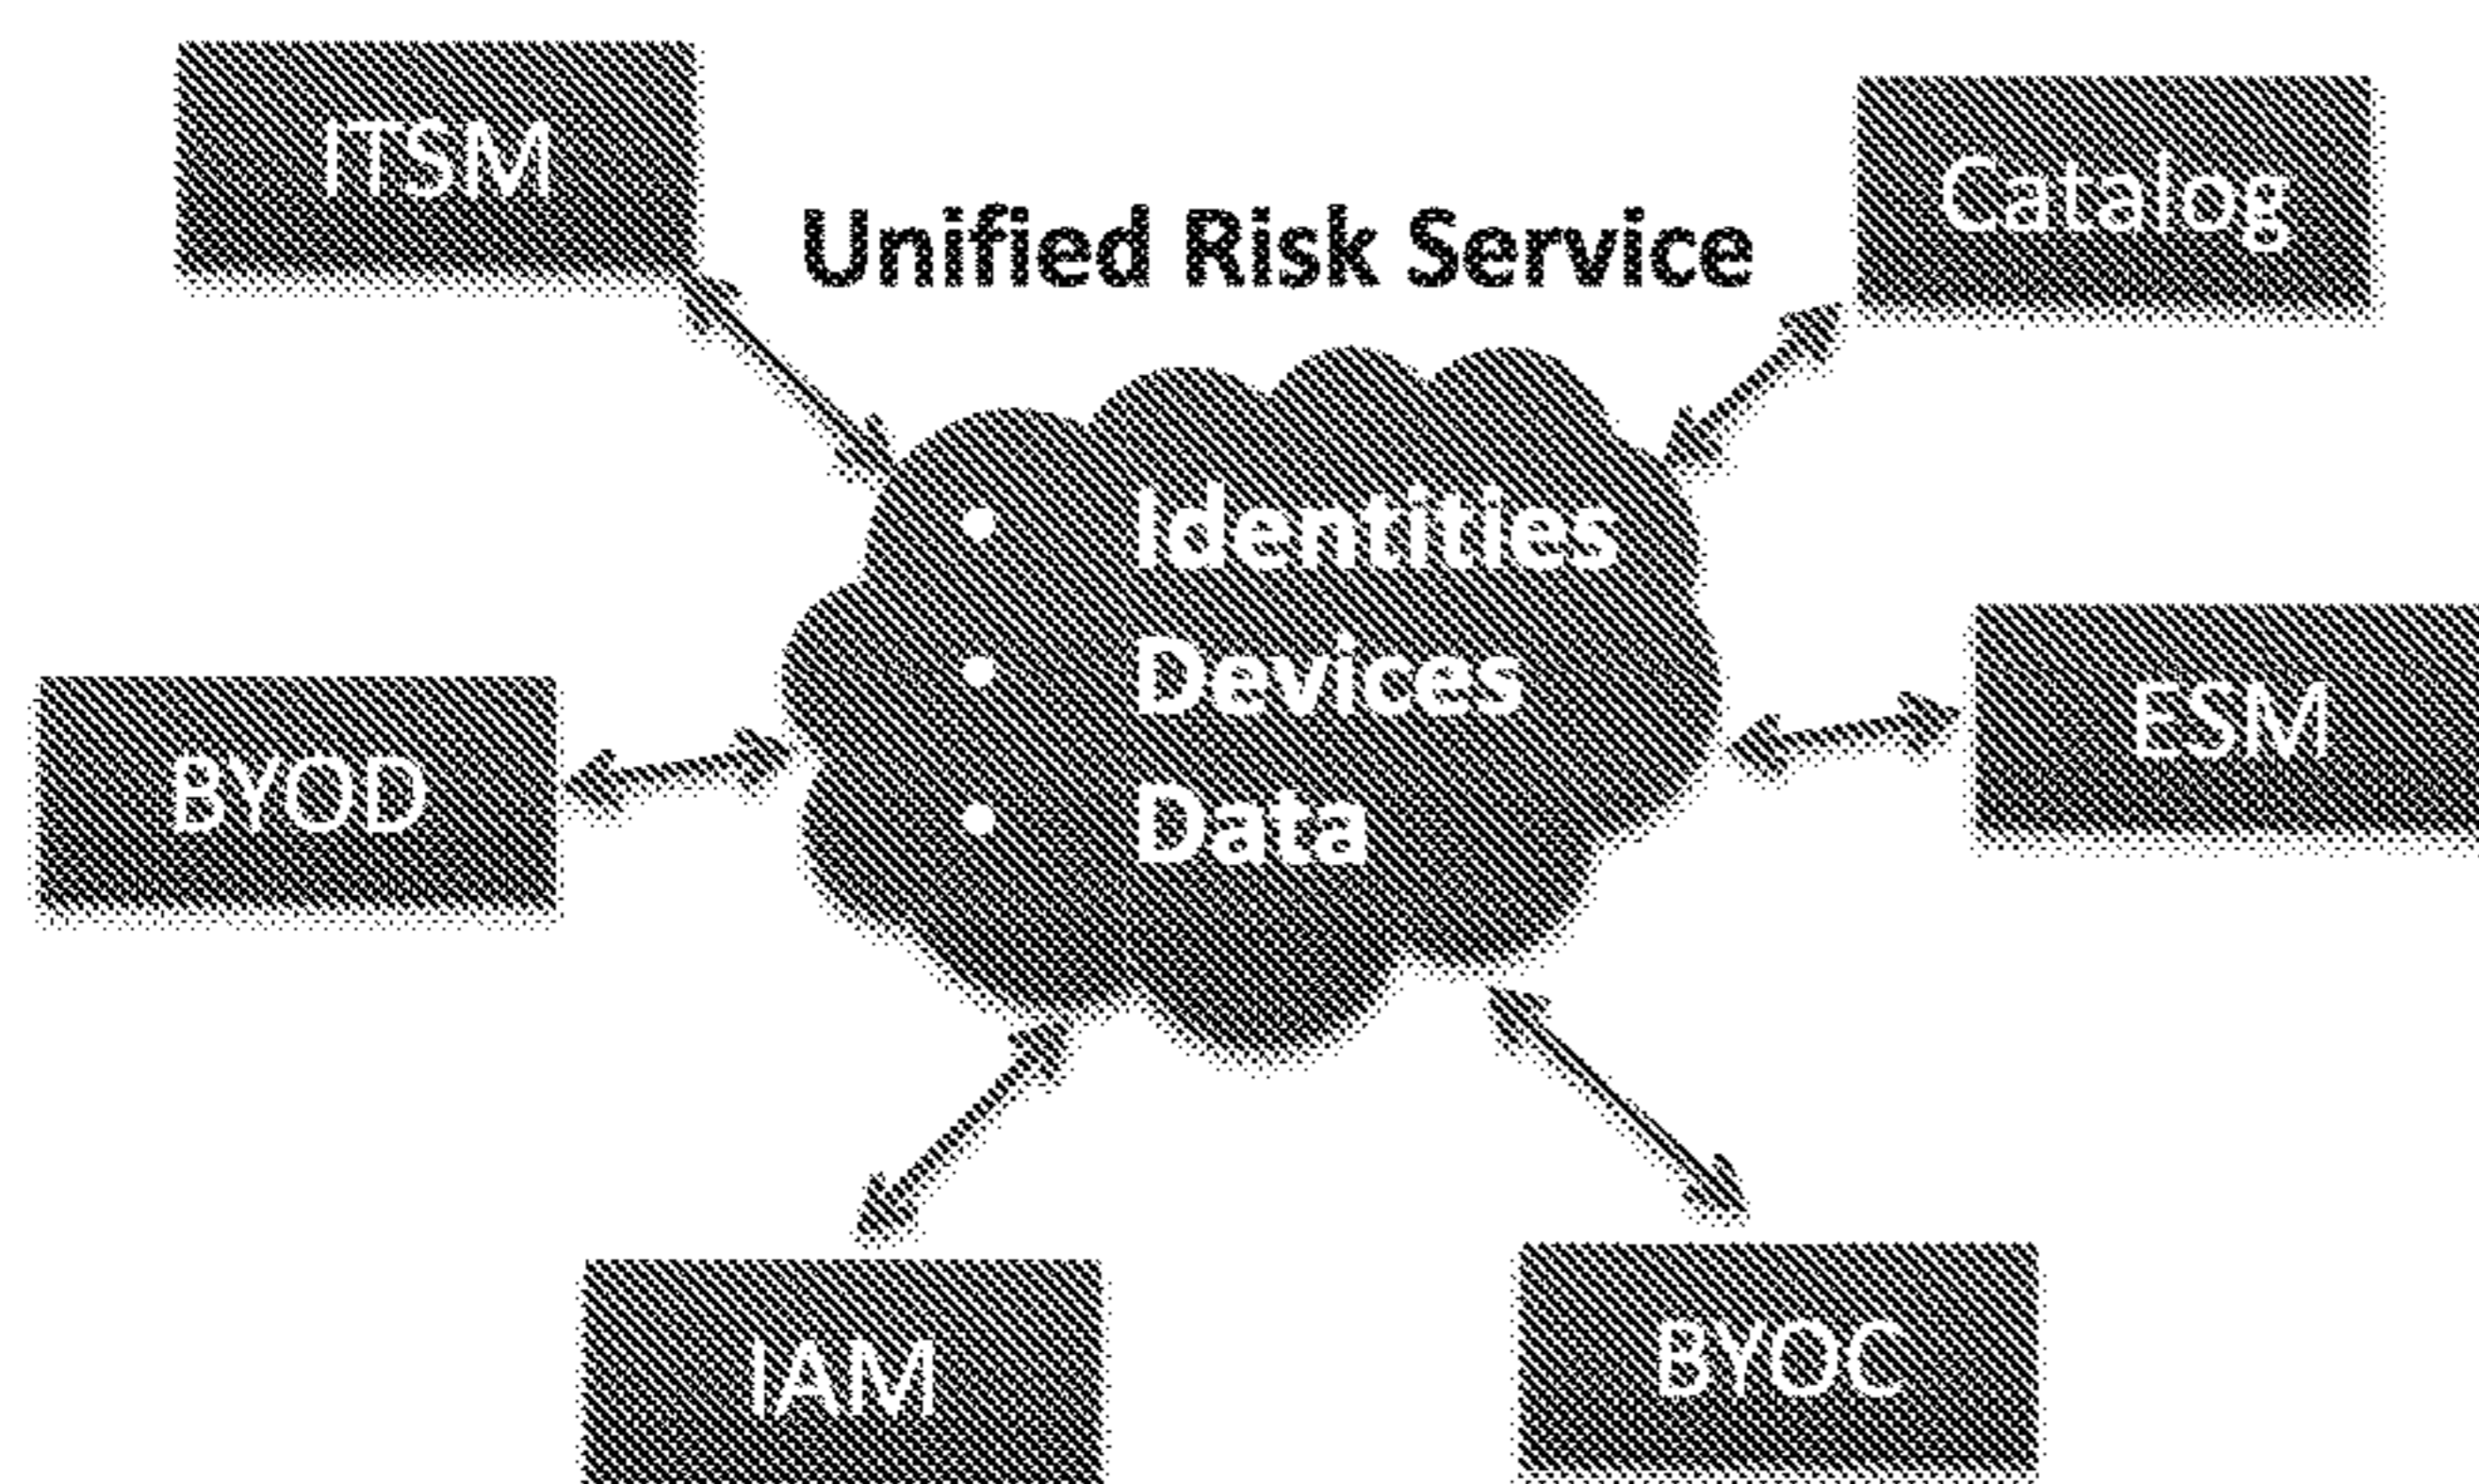 ITSM
Catalog
Unified Risk Service
• Identities
• Devices
• Data
BYOD
ESM
IAM
BYOC